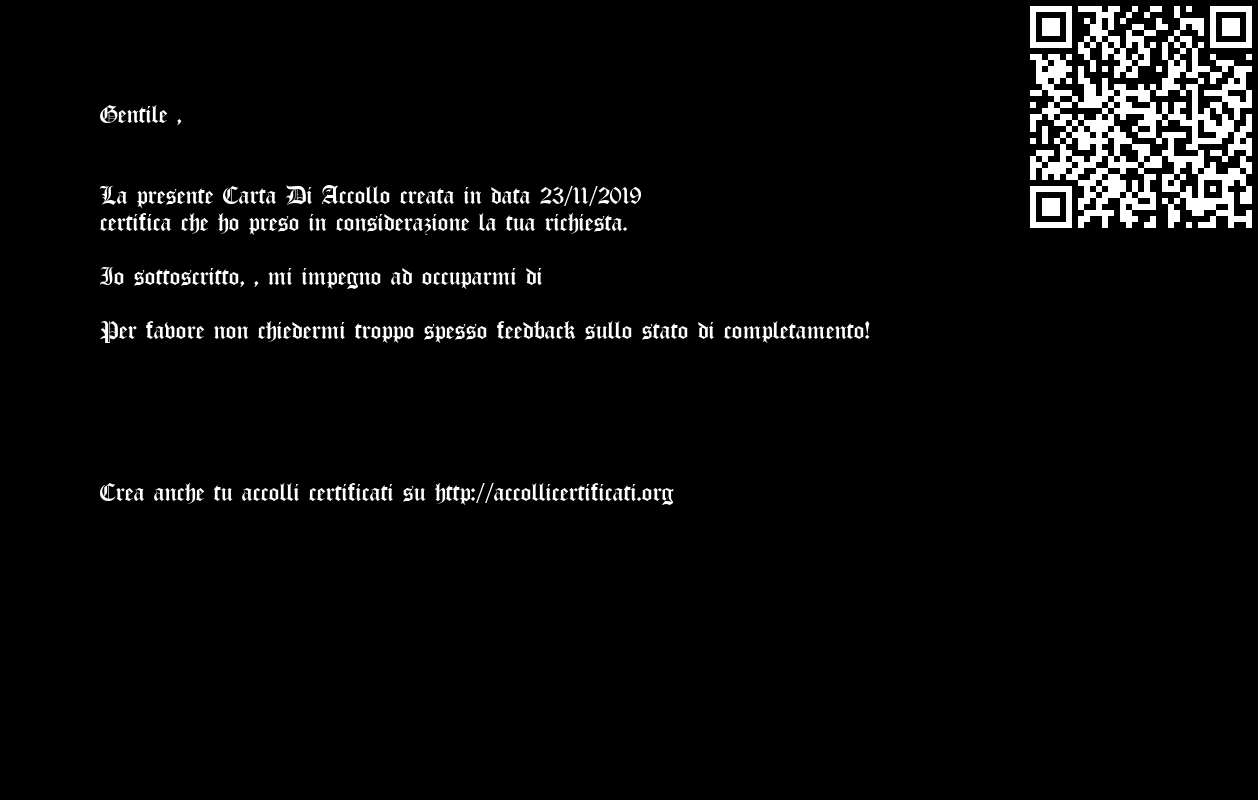 Gentile ,
La presente Carta Di Accollo creata in data 23/11/2019
certifica che ho preso in considerazione la tua richiesta.
Io sottoscritto, , mi impegno ad occuparmi di
Per favore non chiedermi troppo spesso feedback sullo stato di completamento!
Crea anche tu accolli certificati su http://accollicertificati.org